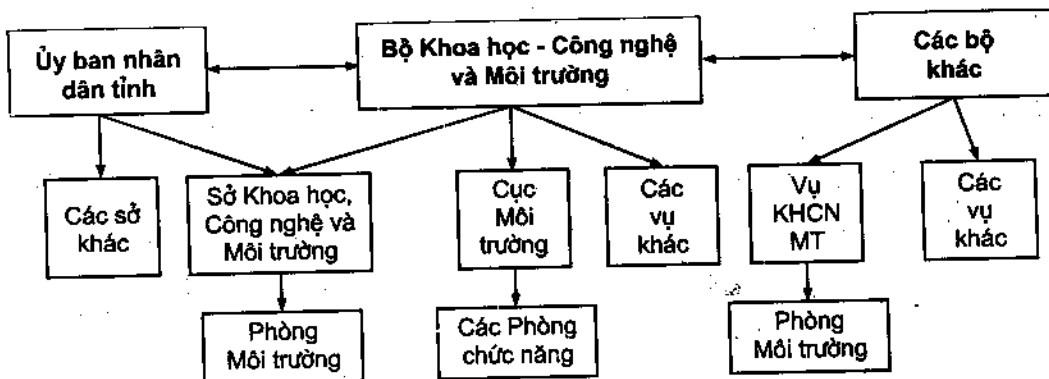 Ủy ban nhân
dân tỉnh
Bộ Khoa học - Công nghệ
và Môi trường
Các bộ
khác
Các sở
khác
Sở Khoa học,
Công nghệ và
Môi trường
Cục
Môi
trường
Các
vụ
khác
Vụ
KHCN
MT
Các
vụ
khác
Phòng
Môi trường
Các Phòng
chức năng
Phòng
Môi trường